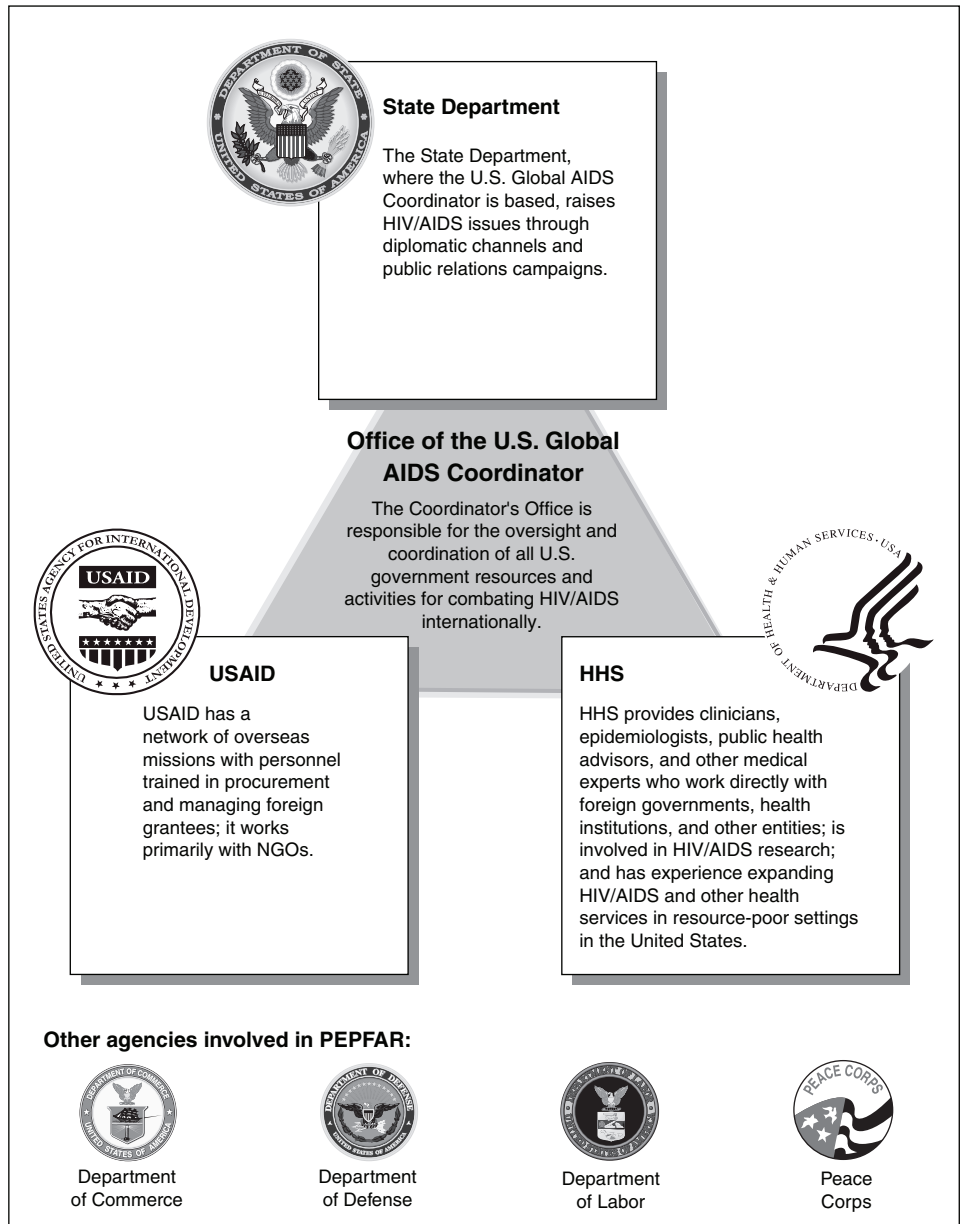 DEPARTMENT OF STATE
UNITED STATES OF AMERICA
State Department
The State Department,
where the U.S. Global AIDS
Coordinator is based, raises
HIV/AIDS issues through
diplomatic channels and
public relations campaigns.
Office of the U.S. Global
AIDS Coordinator
The Coordinator's Office is
responsible for the oversight and
coordination of all U.S.
government resources and
activities for combating HIV/AIDS
internationally.
UNITED STATES AGENCY FOR INTERNATIONAL DEVELOPMENT
USAID
USAID
USAID has a
network of overseas
missions with personnel
trained in procurement
and managing foreign
grantees; it works
primarily with NGOs.
DEPARTMENT OF HEALTH & HUMAN SERVICES • USA
HHS
HHS provides clinicians,
epidemiologists, public health
advisors, and other medical
experts who work directly with
foreign governments, health
institutions, and other entities; is
involved in HIV/AIDS research;
and has experience expanding
HIV/AIDS and other health
services in resource-poor settings
in the United States.
Other agencies involved in PEPFAR:
DEPARTMENT OF COMMERCE
UNITED STATES OF AMERICA
Department
of Commerce
DEPARTMENT OF DEFENSE
UNITED STATES OF AMERICA
Department
of Defense
Department
of Labor
PEACE CORPS
Peace
Corps